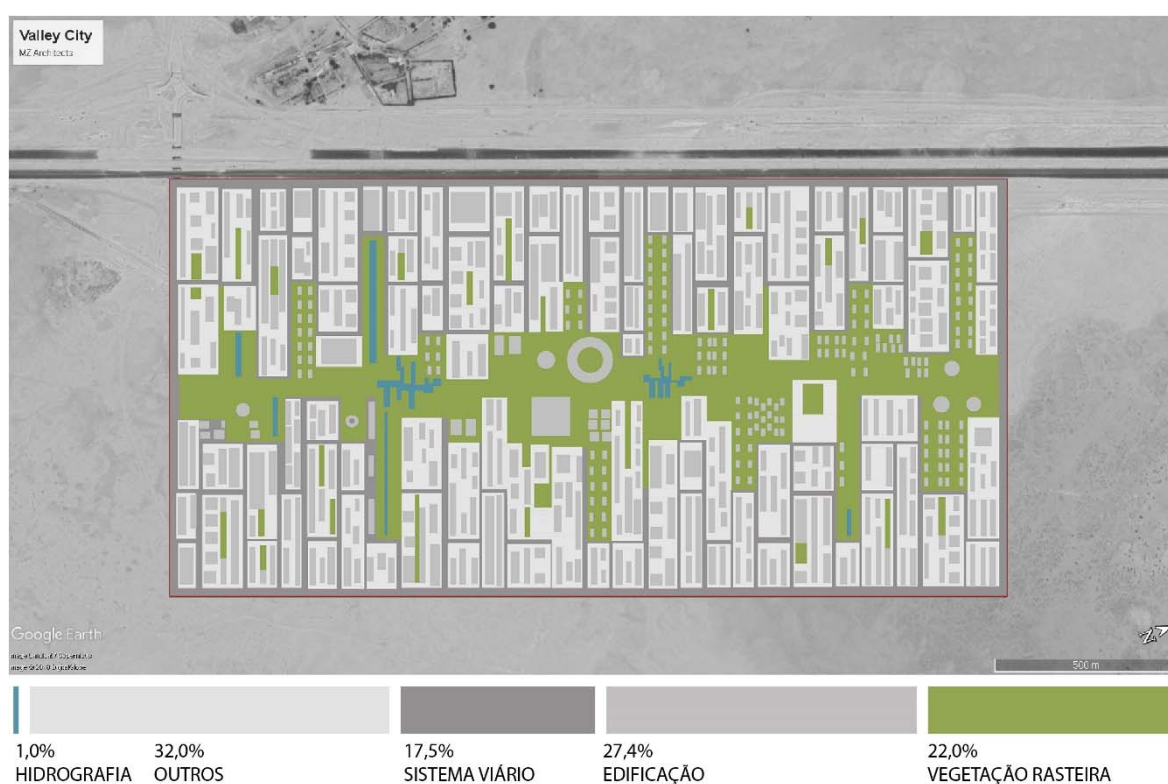 Valley City
MZ Architects
Google Earth
500 m
1,0%
HIDROGRAFIA
32,0%
OUTROS
17,5%
SISTEMA VIÁRIO
27,4%
EDIFICAÇÃO
22,0%
VEGETAÇÃO RASTEIRA